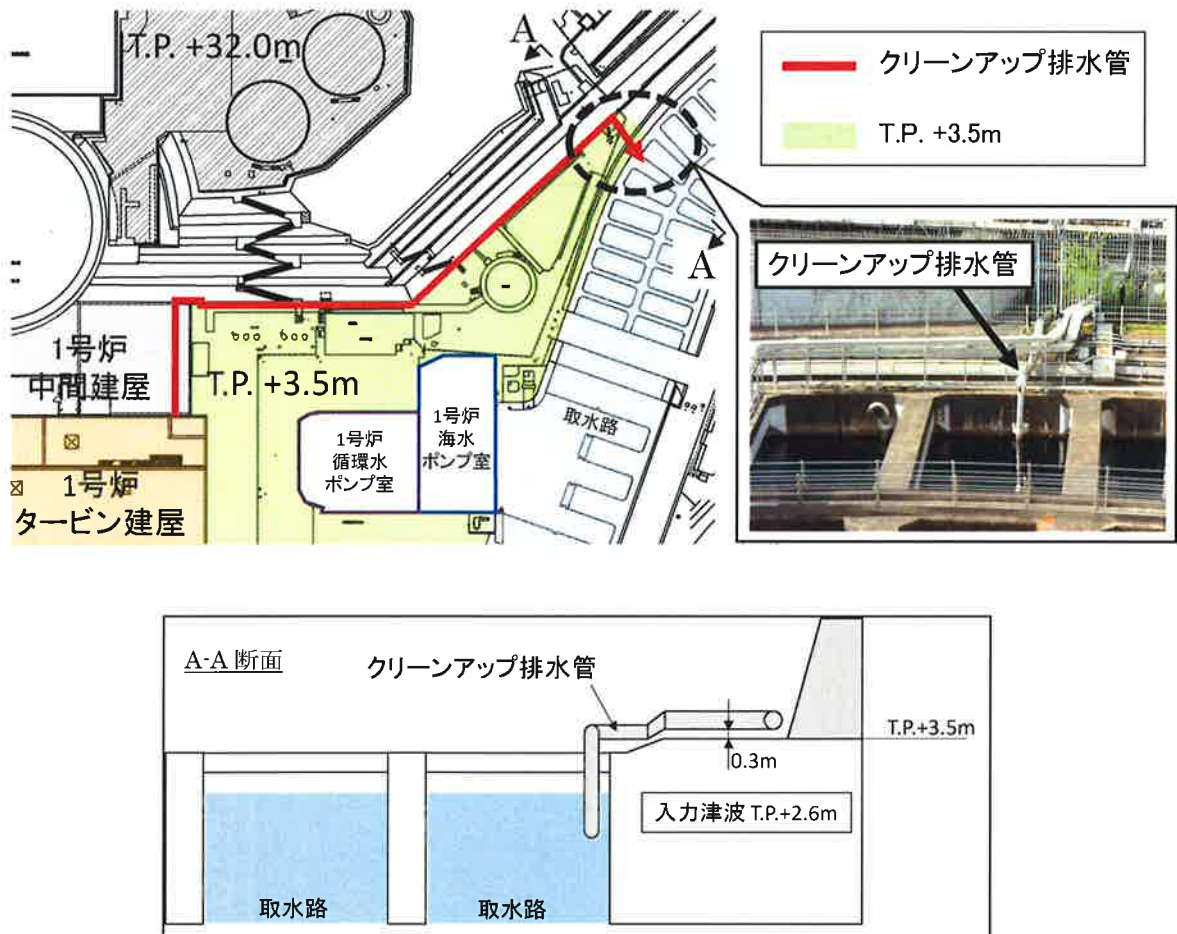 T.P. +32.0m
A
クリーンアップ排水管
T.P. +3.5m
クリーンアップ排水管
A
1号炉
中間建屋
T.P. +3.5m
1号炉
海水
ポンプ室
1号炉
循環水
ポンプ室
取水路
1号炉
タービン建屋
A-A 断面
クリーンアップ排水管
T.P.+3.5m
0.3m
入力津波 T.P.+2.6m
取水路
取水路